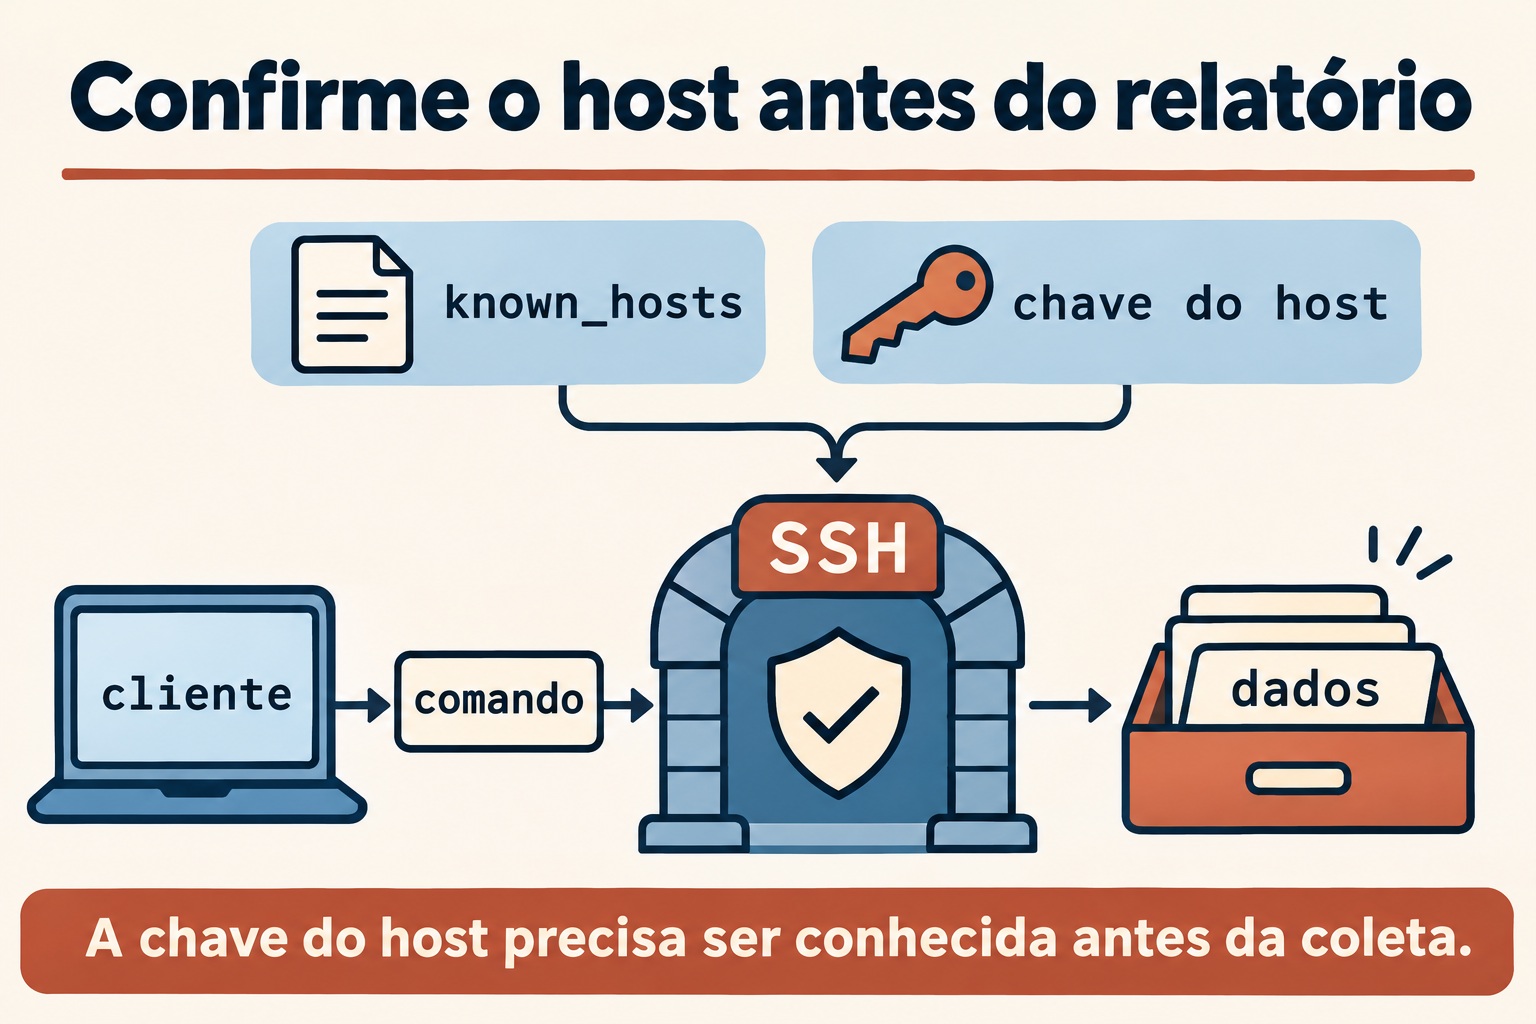 Confirme o host antes do relatório
known_hosts
chave do host
SSH
cliente
comando
dados
A chave do host precisa ser conhecida antes da coleta.